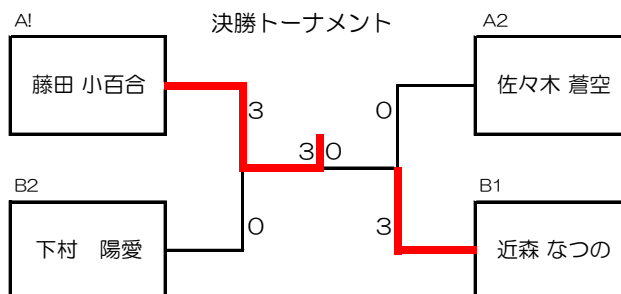 A!
決勝トーナメント
A2
藤田 小百合
佐々木 蒼空
3
0
3 0
B2
B1
0
3
下村　陽愛
近森 なつの